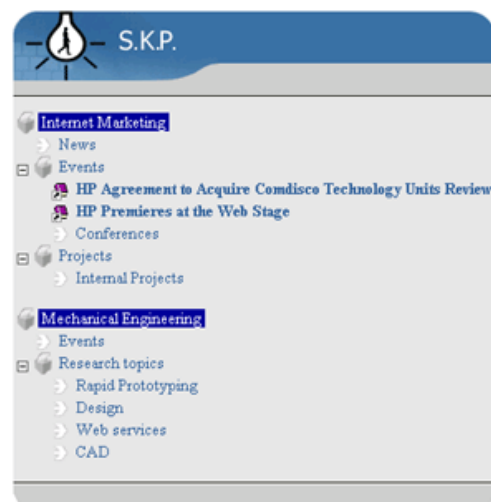 S.K.P.
Internet Marketing
News
Events
HP Agreement to Acquire Comdisco Technology Units Review
HP Premieres at the Web Stage
Conferences
Projects
Internal Projects
Mechanical Engineering
Events
Research topics
Rapid Prototyping
Design
Web services
CAD